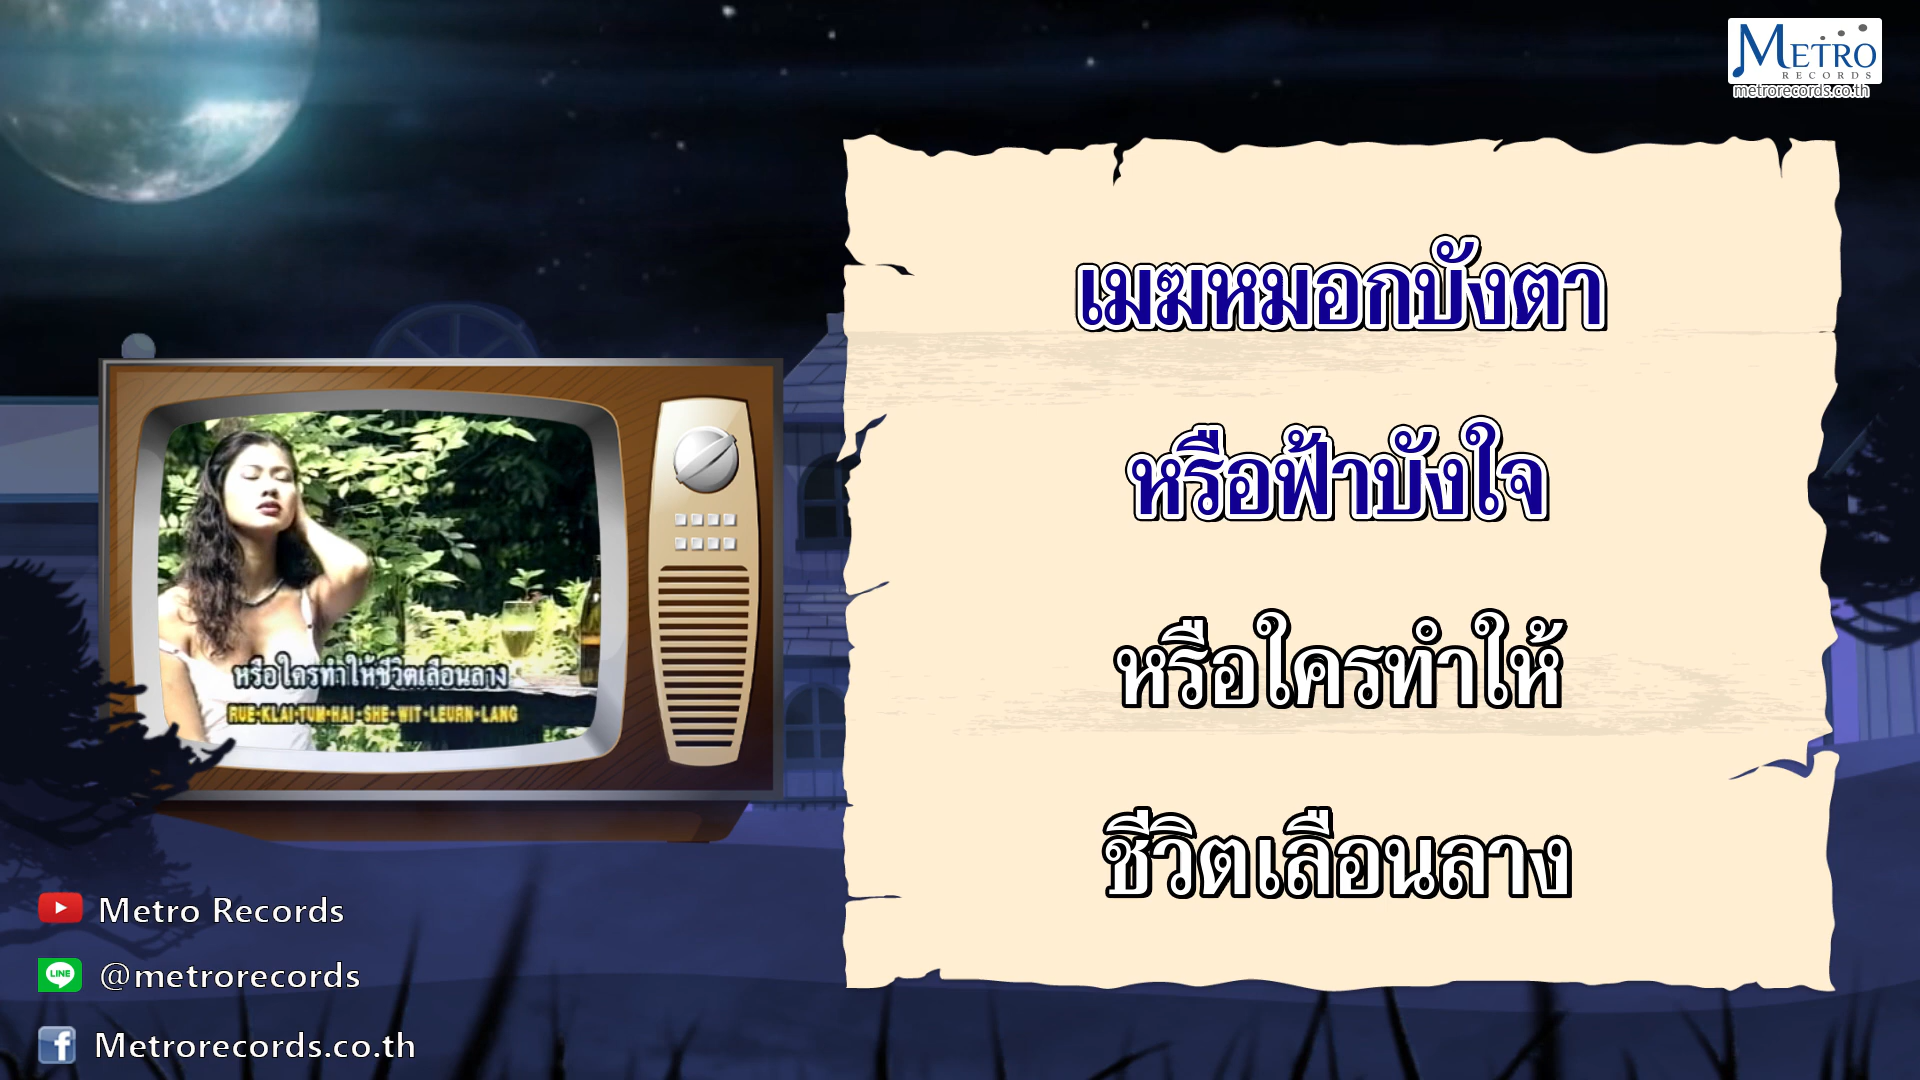 METRO
RECORDS
metrorecords.co.th
เมฆหมอกบังตา
หรือฟ้าบังใจ
หรือใครทำให้
ชีวิตเลือนลาง
หรือใครทำให้ชีวิตเลือนลาง
RUE-KLAI-TUM-HAI-SHE-WIT-LEURN-LANG
Metro Records
LINE
@metrorecords
Metrorecords.co.th